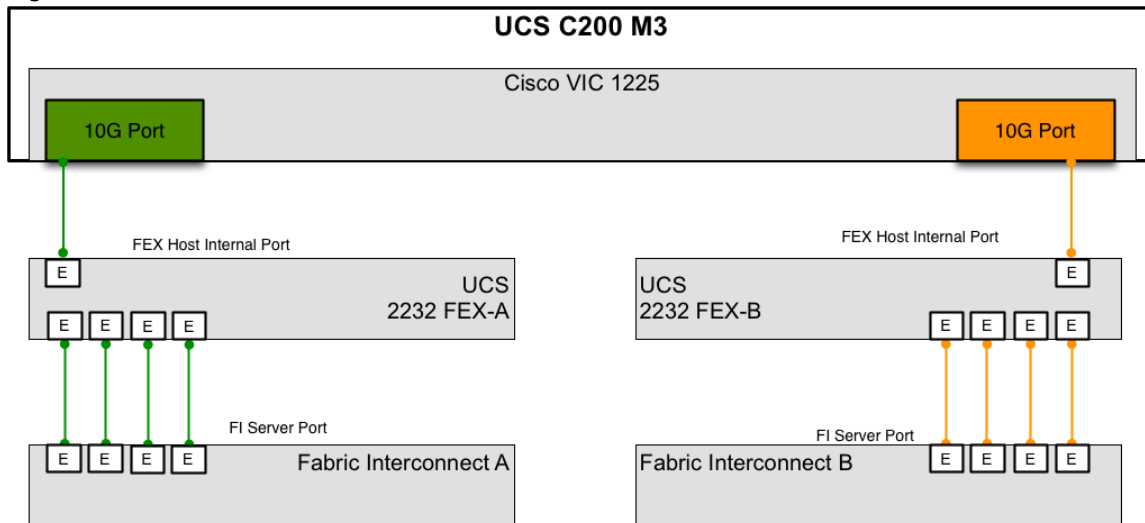 UCS C200 M3
Cisco VIC 1225
10G Port
10G Port
FEX Host Internal Port
FEX Host Internal Port
E
E
UCS
2232 FEX-A
UCS
2232 FEX-B
E E E E
E E E E
FI Server Port
FI Server Port
E E E E
Fabric Interconnect A
Fabric Interconnect B
E E E E